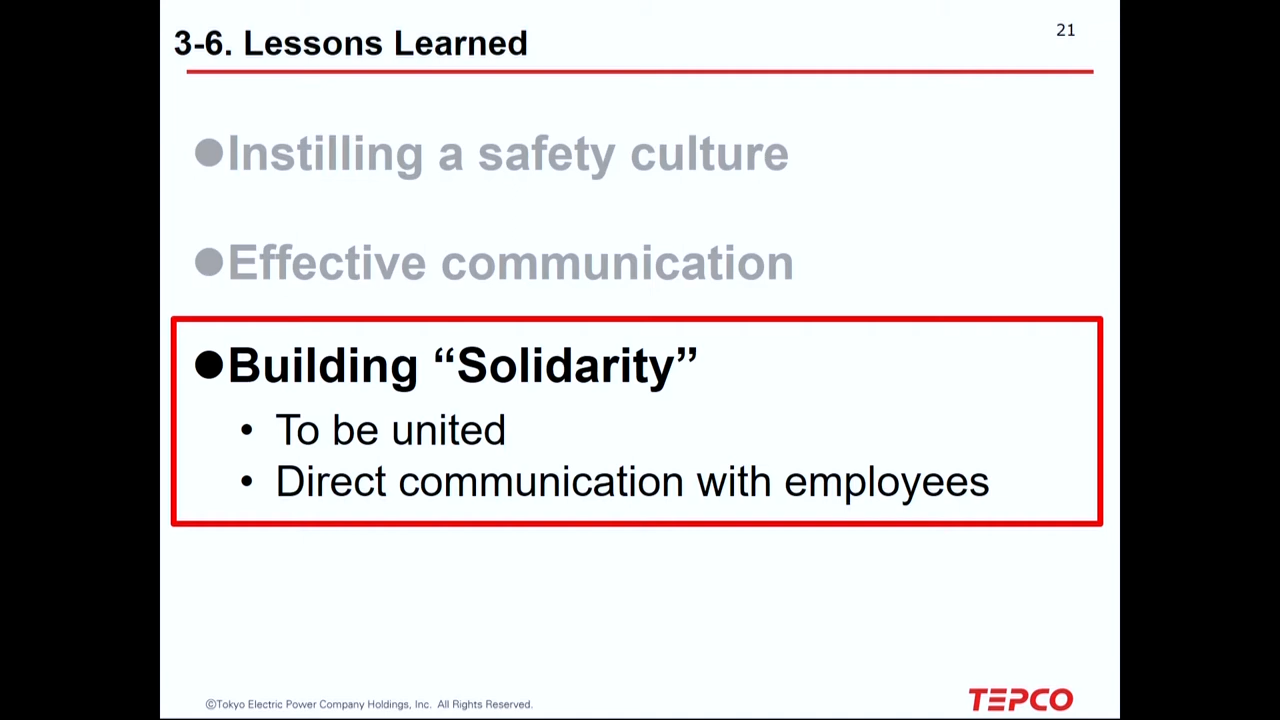 3-6. Lessons Learned
21
●Instilling a safety culture
●Effective communication
●Building “Solidarity”
• To be united
• Direct communication with employees
©Tokyo Electric Power Company Holdings, Inc. All Rights Reserved.
TEPCO